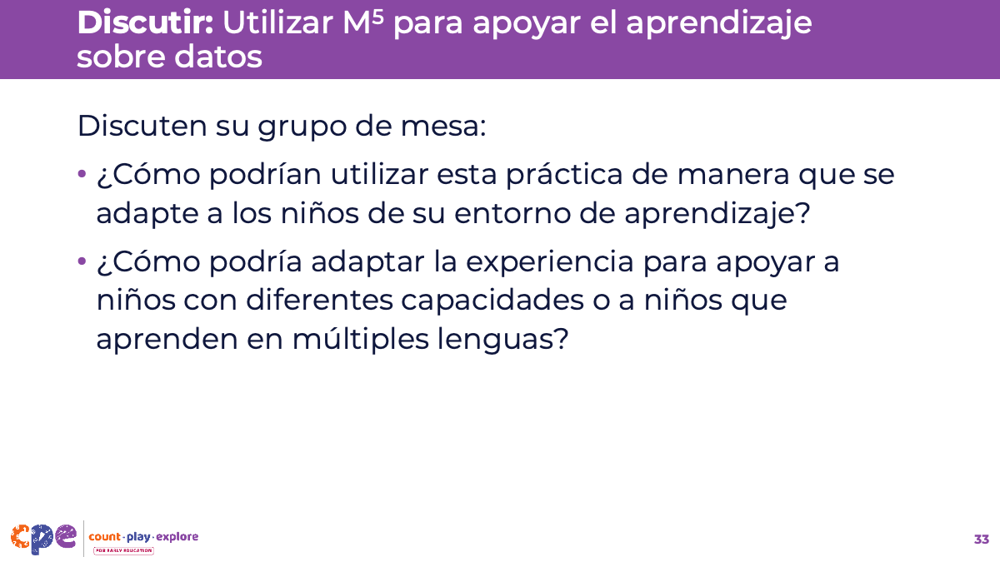 Discutir: Utilizar M⁵ para apoyar el aprendizaje
sobre datos
Discuten su grupo de mesa:
• ¿Cómo podrían utilizar esta práctica de manera que se
adapte a los niños de su entorno de aprendizaje?
• ¿Cómo podría adaptar la experiencia para apoyar a
niños con diferentes capacidades o a niños que
aprenden en múltiples lenguas?
cpe
count·play·explore
FOR EARLY EDUCATION
33